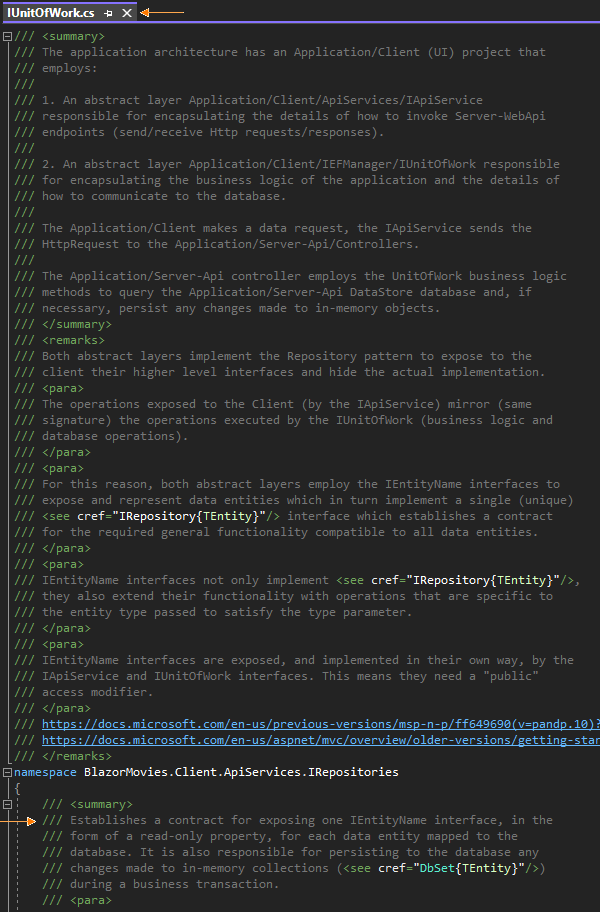 IUnitOfWork.cs
/// <summary>
/// The application architecture has an Application/Client (UI) project that
/// employs:
///
/// 1. An abstract layer Application/Client/ApiServices/IApiService
/// responsible for encapsulating the details of how to invoke Server-WebApi
/// endpoints (send/receive Http requests/responses).
///
/// 2. An abstract layer Application/Client/IEFManager/IUnitOfWork responsible
/// for encapsulating the business logic of the application and the details of
/// how to communicate to the database.
///
/// The Application/Client makes a data request, the IApiService sends the
/// HttpRequest to the Application/Server-Api/Controllers.
///
/// The Application/Server-Api controller employs the UnitOfWork business logic
/// methods to query the Application/Server-Api DataStore database and, if
/// necessary, persist any changes made to in-memory objects.
/// </summary>
/// <remarks>
/// Both abstract layers implement the Repository pattern to expose to the
/// client their higher level interfaces and hide the actual implementation.
/// <para>
/// The operations exposed to the Client (by the IApiService) mirror (same
/// signature) the operations executed by the IUnitOfWork (business logic and
/// database operations).
/// </para>
/// <para>
/// For this reason, both abstract layers employ the IEntityName interfaces to
/// expose and represent data entities which in turn implement a single (unique)
/// <see cref="IRepository{TEntity}"/> interface which establishes a contract
/// for the required general functionality compatible to all data entities.
/// </para>
/// <para>
/// IEntityName interfaces not only implement <see cref="IRepository{TEntity}"/>,
/// they also extend their functionality with operations that are specific to
/// the entity type passed to satisfy the type parameter.
/// </para>
/// <para>
/// IEntityName interfaces are exposed, and implemented in their own way, by the
/// IApiService and IUnitOfWork interfaces. This means they need a "public"
/// access modifier.
/// </para>
/// https://docs.microsoft.com/en-us/previous-versions/msp-n-p/ff649690(v=pandp.10)?
/// https://docs.microsoft.com/en-us/aspnet/mvc/overview/older-versions/getting-star
/// </remarks>
namespace BlazorMovies.Client.ApiServices.IRepositories
{
/// <summary>
/// Establishes a contract for exposing one IEntityName interface, in the
/// form of a read-only property, for each data entity mapped to the
/// database. It is also responsible for persisting to the database any
/// changes made to in-memory collections (<see cref="DbSet{TEntity}"/>)
/// during a business transaction.
/// <para>